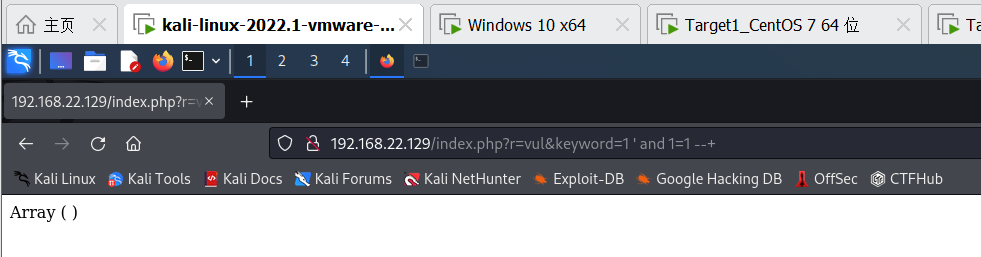 主页 kali-linux-2022.1-vmware-... Windows 10 x64 Target1_CentOS 7 64 位 Ta
1 2 3 4
192.168.22.129/index.php?r=v
192.168.22.129/index.php?r=vul&keyword=1 ' and 1=1 --+
Kali Linux Kali Tools Kali Docs Kali Forums Kali NetHunter Exploit-DB Google Hacking DB OffSec CTFHub
Array ( )